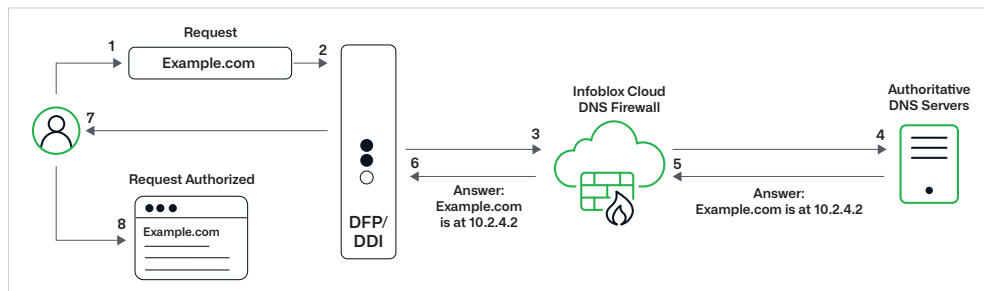 Request
1
Example.com
2
7
DFP/
DDI
3
6
Answer:
Example.com
is at 10.2.4.2
Infoblox Cloud
DNS Firewall
4
5
Answer:
Example.com is at 10.2.4.2
Authoritative
DNS Servers
Request Authorized
8
Example.com